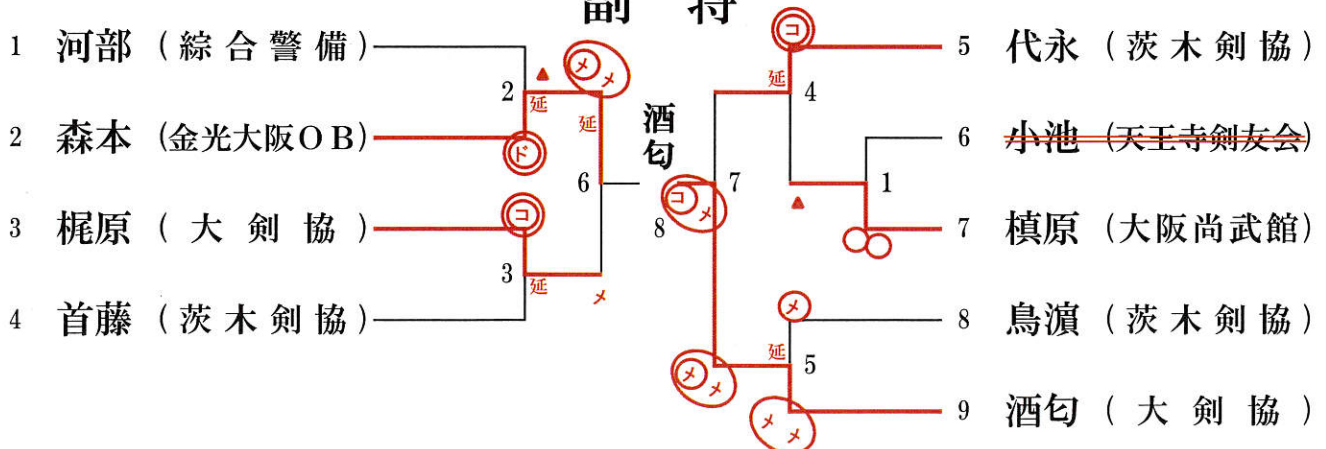 副将
1 河部 (綜合警備)
2 森本 (金光大阪OB)
3 梶原 (大剣協)
4 首藤 (茨木剣協)
▲
延
ド
2
メ
メ
延
コ
延
3
メ
6
酒匂
8
コ
メ
7
コ
延
4
1
▲
メ
延
5
メ
メ
メ
メ
5 代永 (茨木剣協)
6 小池 (天王寺剣友会)
7 槙原 (大阪尚武館)
8 鳥濵 (茨木剣協)
9 酒匂 (大剣協)